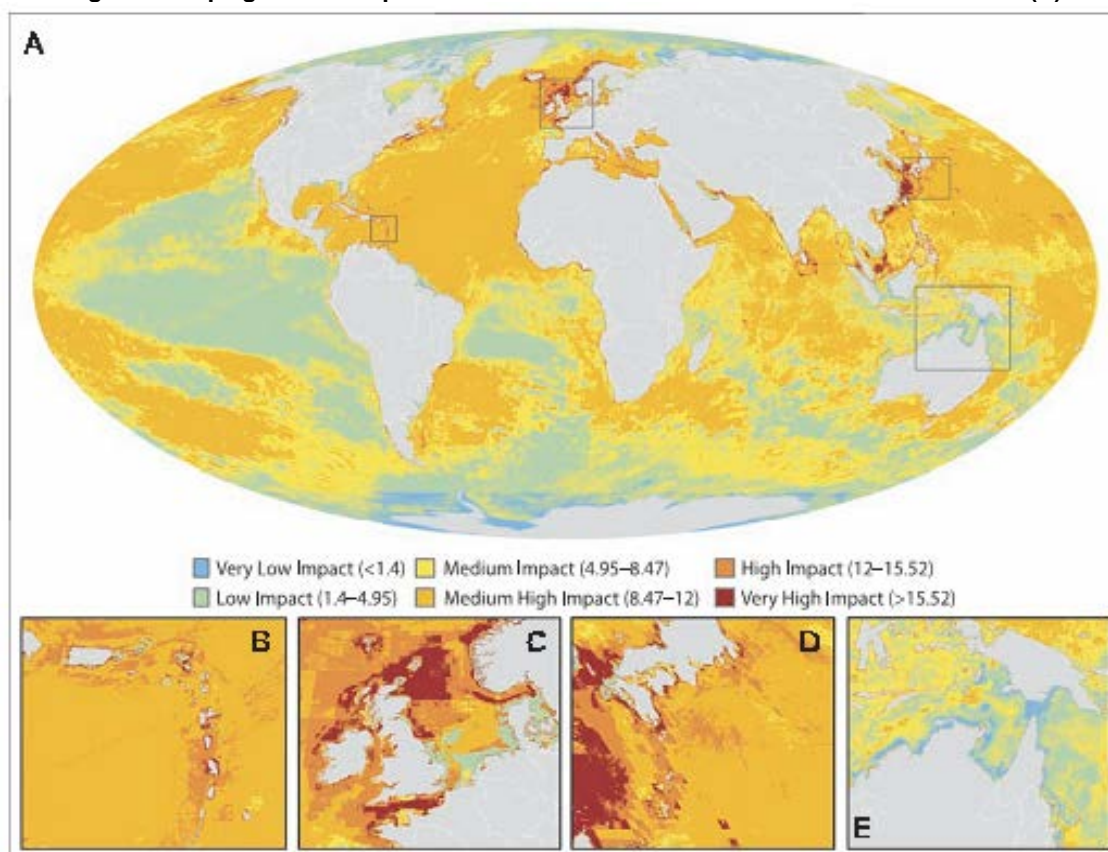 A
Very Low Impact (<1.4) Medium Impact (4.95–8.47) High Impact (12–15.52)
Low Impact (1.4–4.95) Medium High Impact (8.47–12) Very High Impact (>15.52)
B C D E